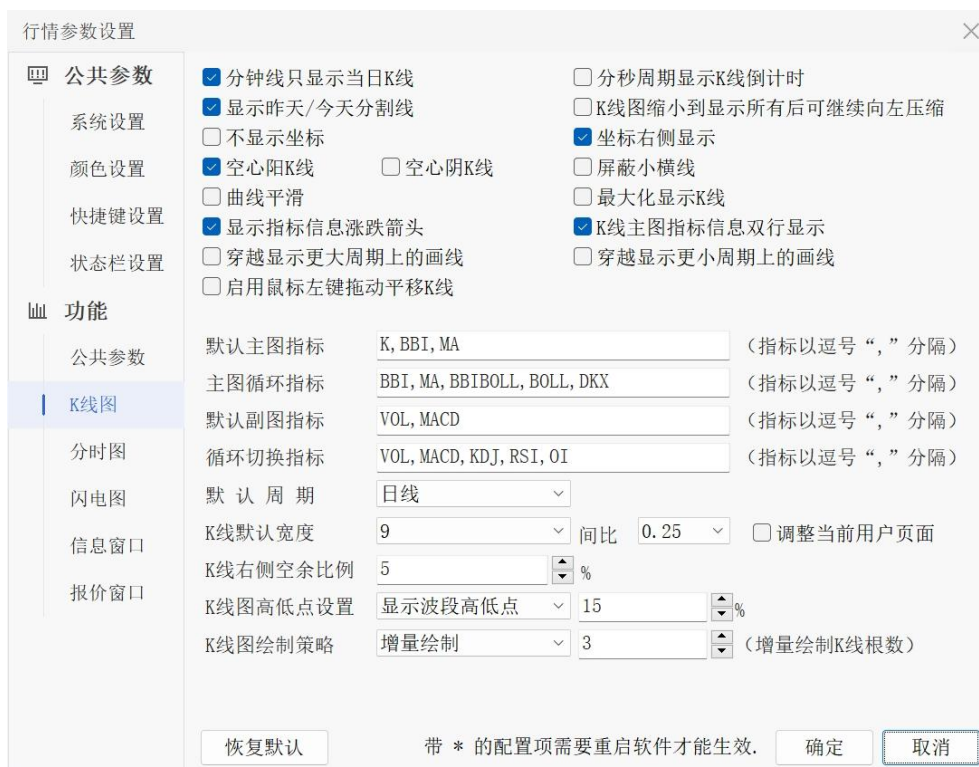 行情参数设置
公共参数
系统设置
颜色设置
快捷键设置
状态栏设置
功能
公共参数
K线图
分时图
闪电图
信息窗口
报价窗口
分钟线只显示当日K线 分秒周期显示K线倒计时
显示昨天/今天分割线 K线图缩小到显示所有后可继续向左压缩
不显示坐标 坐标右侧显示
空心阳K线 空心阴K线 屏蔽小横线
曲线平滑 最大化显示K线
显示指标信息涨跌箭头 K线主图指标信息双行显示
穿越显示更大周期上的画线 穿越显示更小周期上的画线
启用鼠标左键拖动平移K线
默认主图指标 K,BBI,MA （指标以逗号“,”分隔）
主图循环指标 BBI,MA,BBIBOLL,BOLL,DKX （指标以逗号“,”分隔）
默认副图指标 VOL,MACD （指标以逗号“,”分隔）
循环切换指标 VOL,MACD,KDJ,RSI,OI （指标以逗号“,”分隔）
默 认 周 期 日线
K线默认宽度 9 间比 0.25 调整当前用户页面
K线右侧空余比例 5 %
K线图高低点设置 显示波段高低点 15 %
K线图绘制策略 增量绘制 3 （增量绘制K线根数）
恢复默认 带 * 的配置项需要重启软件才能生效. 确定 取消